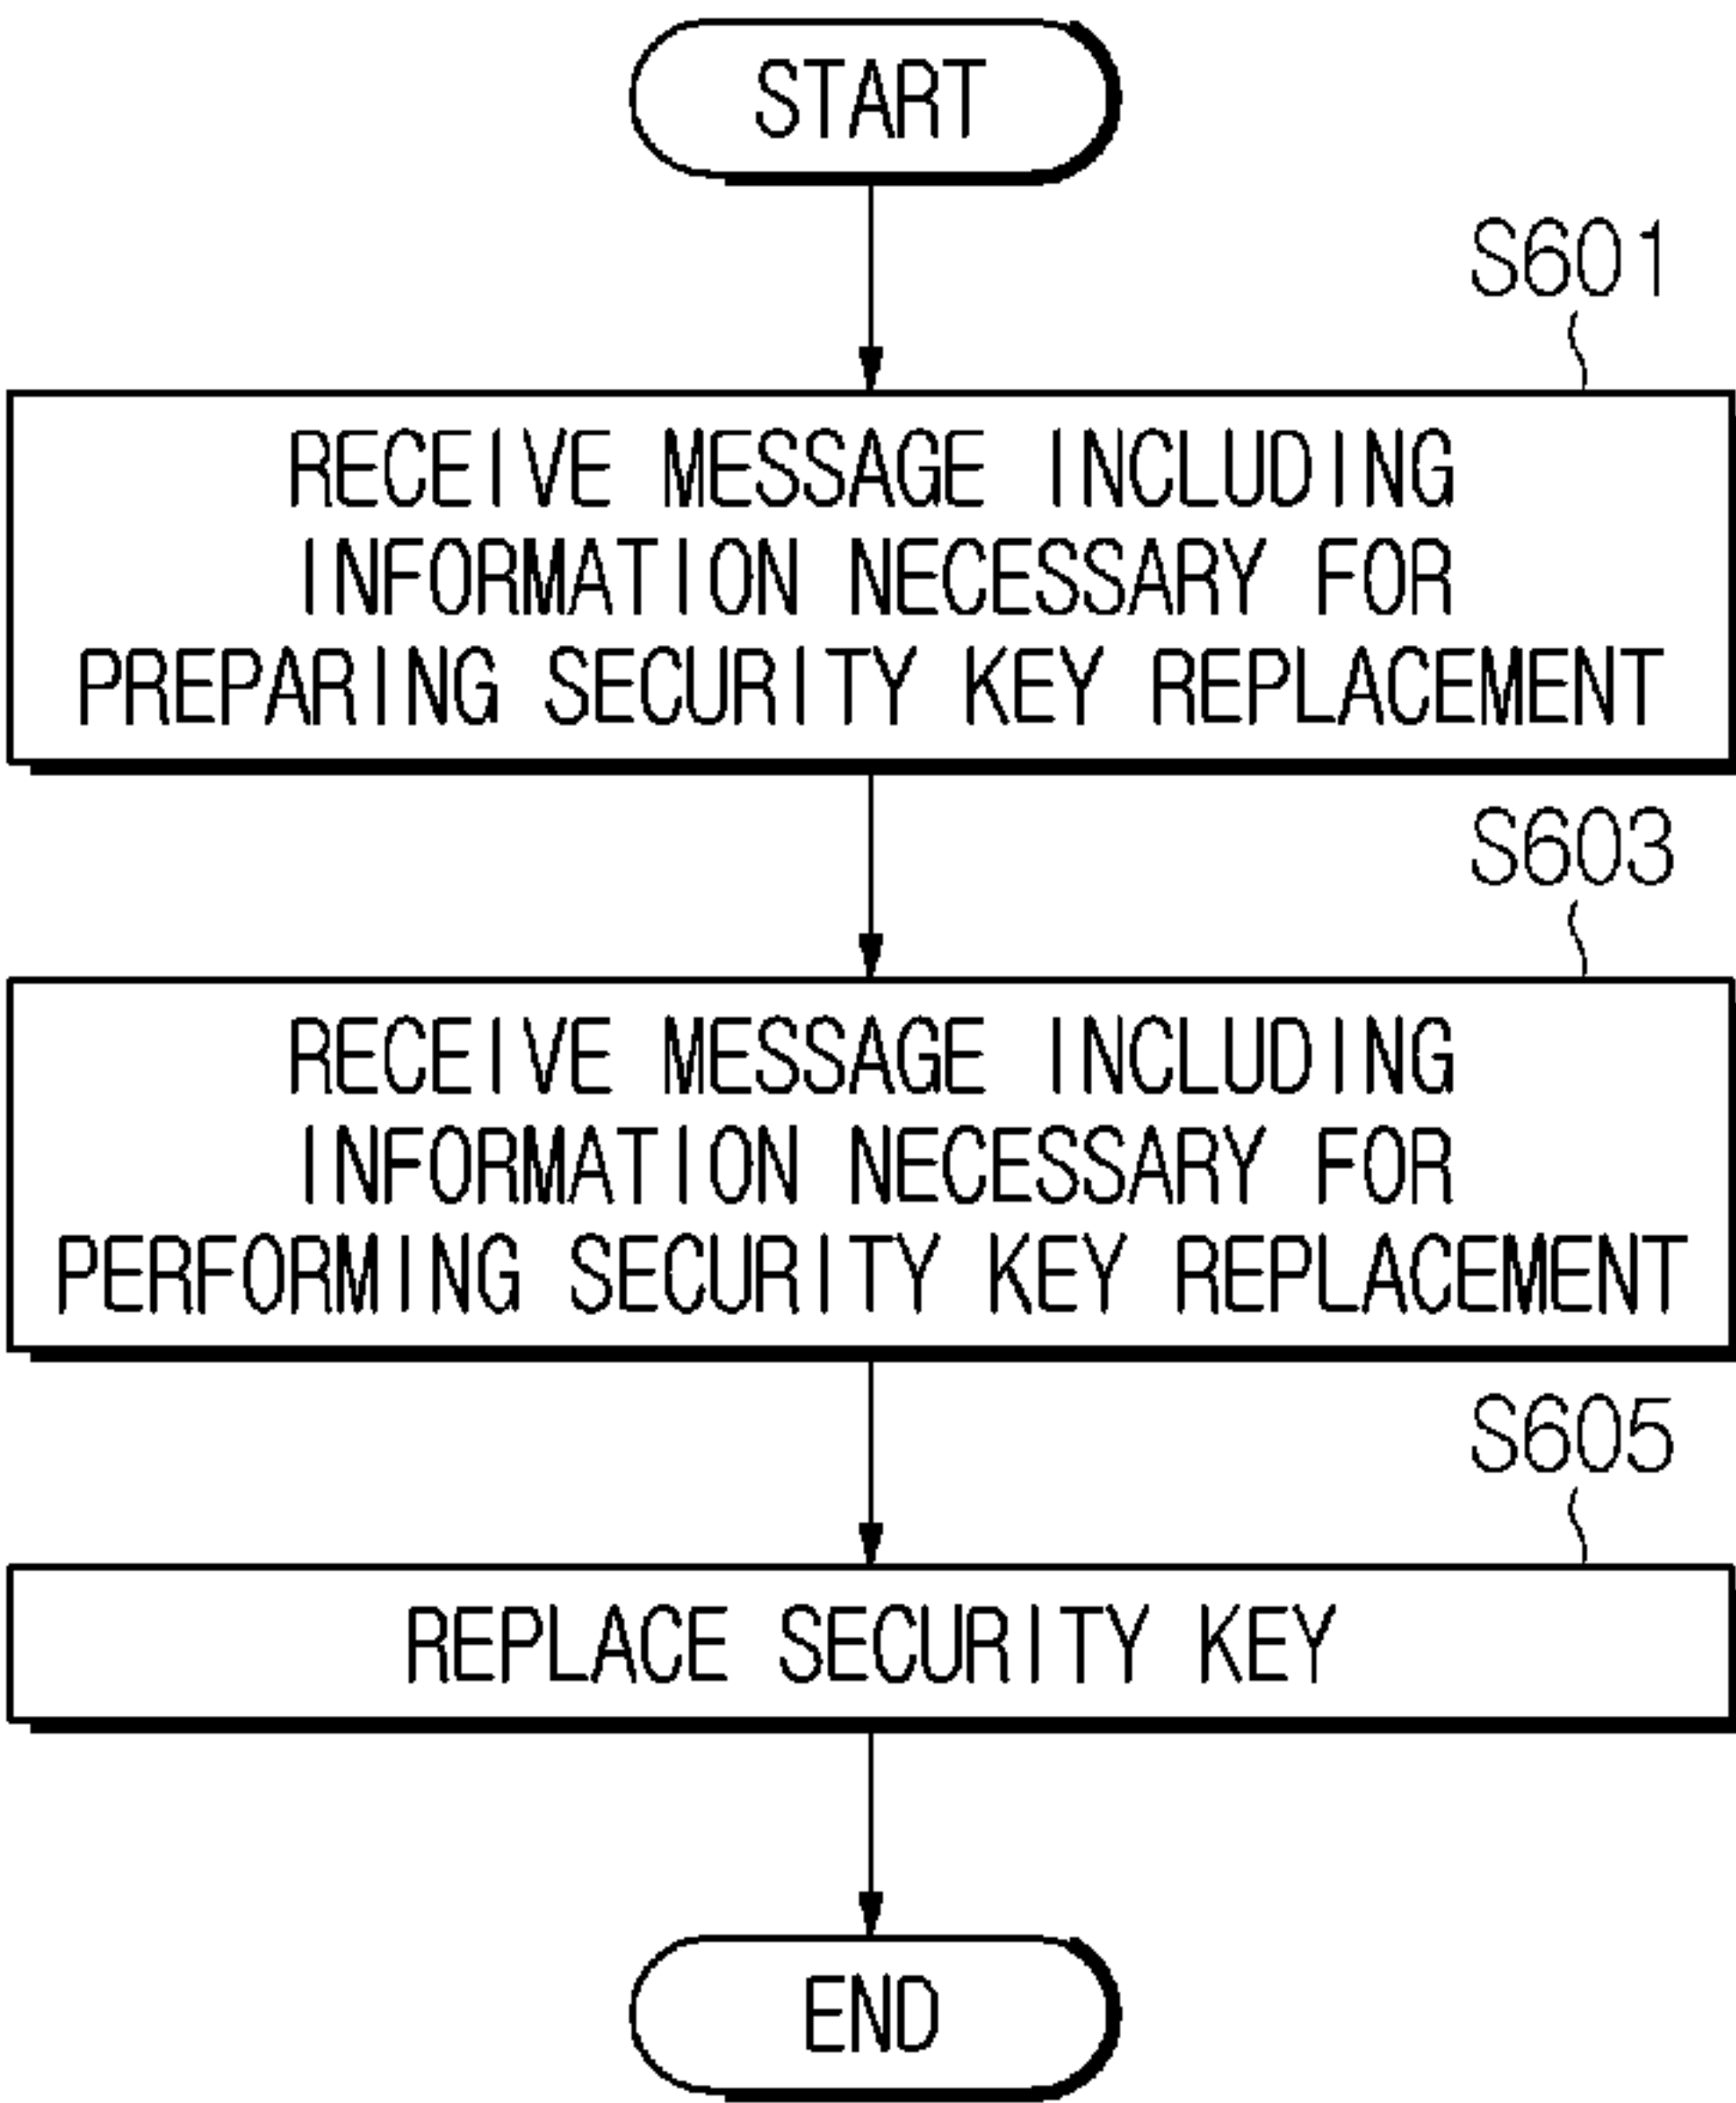 START
S601
RECEIVE MESSAGE INCLUDING
INFORMATION NECESSARY FOR
PREPARING SECURITY KEY REPLACEMENT
S603
RECEIVE MESSAGE INCLUDING
INFORMATION NECESSARY FOR
PERFORMING SECURITY KEY REPLACEMENT
S605
REPLACE SECURITY KEY
END